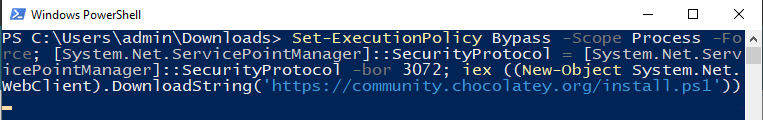 Windows PowerShell
PS C:\Users\admin\Downloads> Set-ExecutionPolicy Bypass -Scope Process -Fo
rce; [System.Net.ServicePointManager]::SecurityProtocol = [System.Net.Serv
icePointManager]::SecurityProtocol -bor 3072; iex ((New-Object System.Net.
WebClient).DownloadString('https://community.chocolatey.org/install.ps1'))